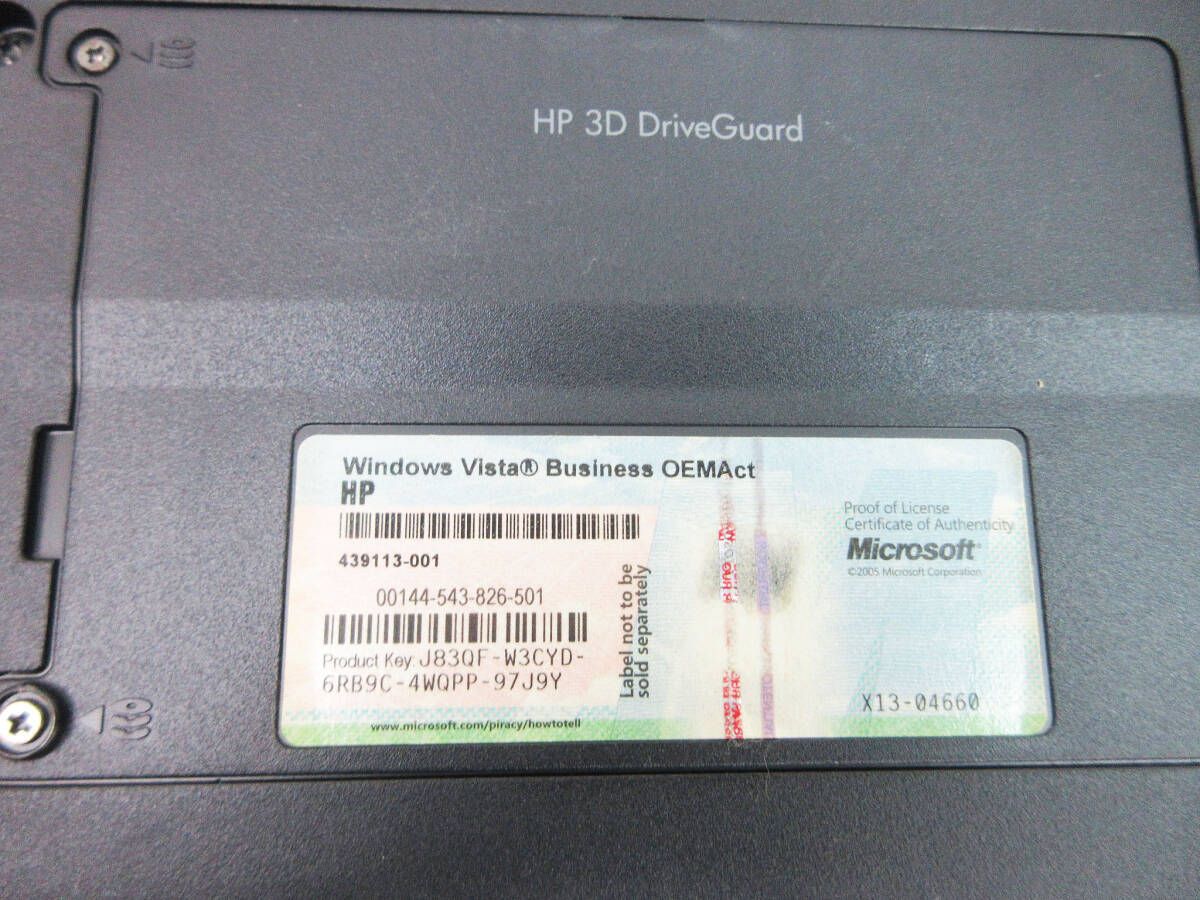 HP 3D DriveGuard
Windows Vista® Business OEMAct
HP
439113-001
00144-543-826-501
Product Key: J83QF-W3CYD-
6RB9C-4WQPP-97J9Y
www.microsoft.com/piracy/howtotell
Label not to be
sold separately
Proof of License
Certificate of Authenticity
Microsoft®
©2005 Microsoft Corporation
X13-04660